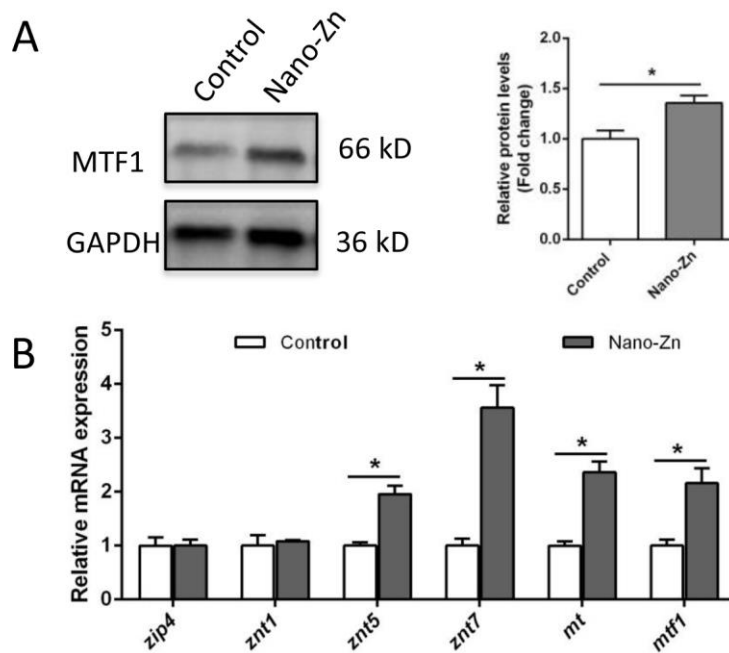 A
Control
Nano-Zn
MTF1
66 kD
GAPDH
36 kD
Relative protein levels
(Fold change)
2.0
1.5
1.0
0.5
0.0
*
Control
Nano-Zn
B
Relative mRNA expression
5
4
3
2
1
0
Control
Nano-Zn
*
*
*
*
zip4
znt1
znt5
znt7
mt
mtf1